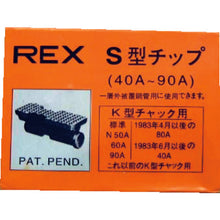 REX S型チップ
(40A~90A)
一層外被覆鋼管用に使用できます。
K型チャック用
標準 1983年4月以後の
N50A 80A
60A 1983年6月以後の
90A 40A
これ以前のK型チャック用
PAT. PEND.